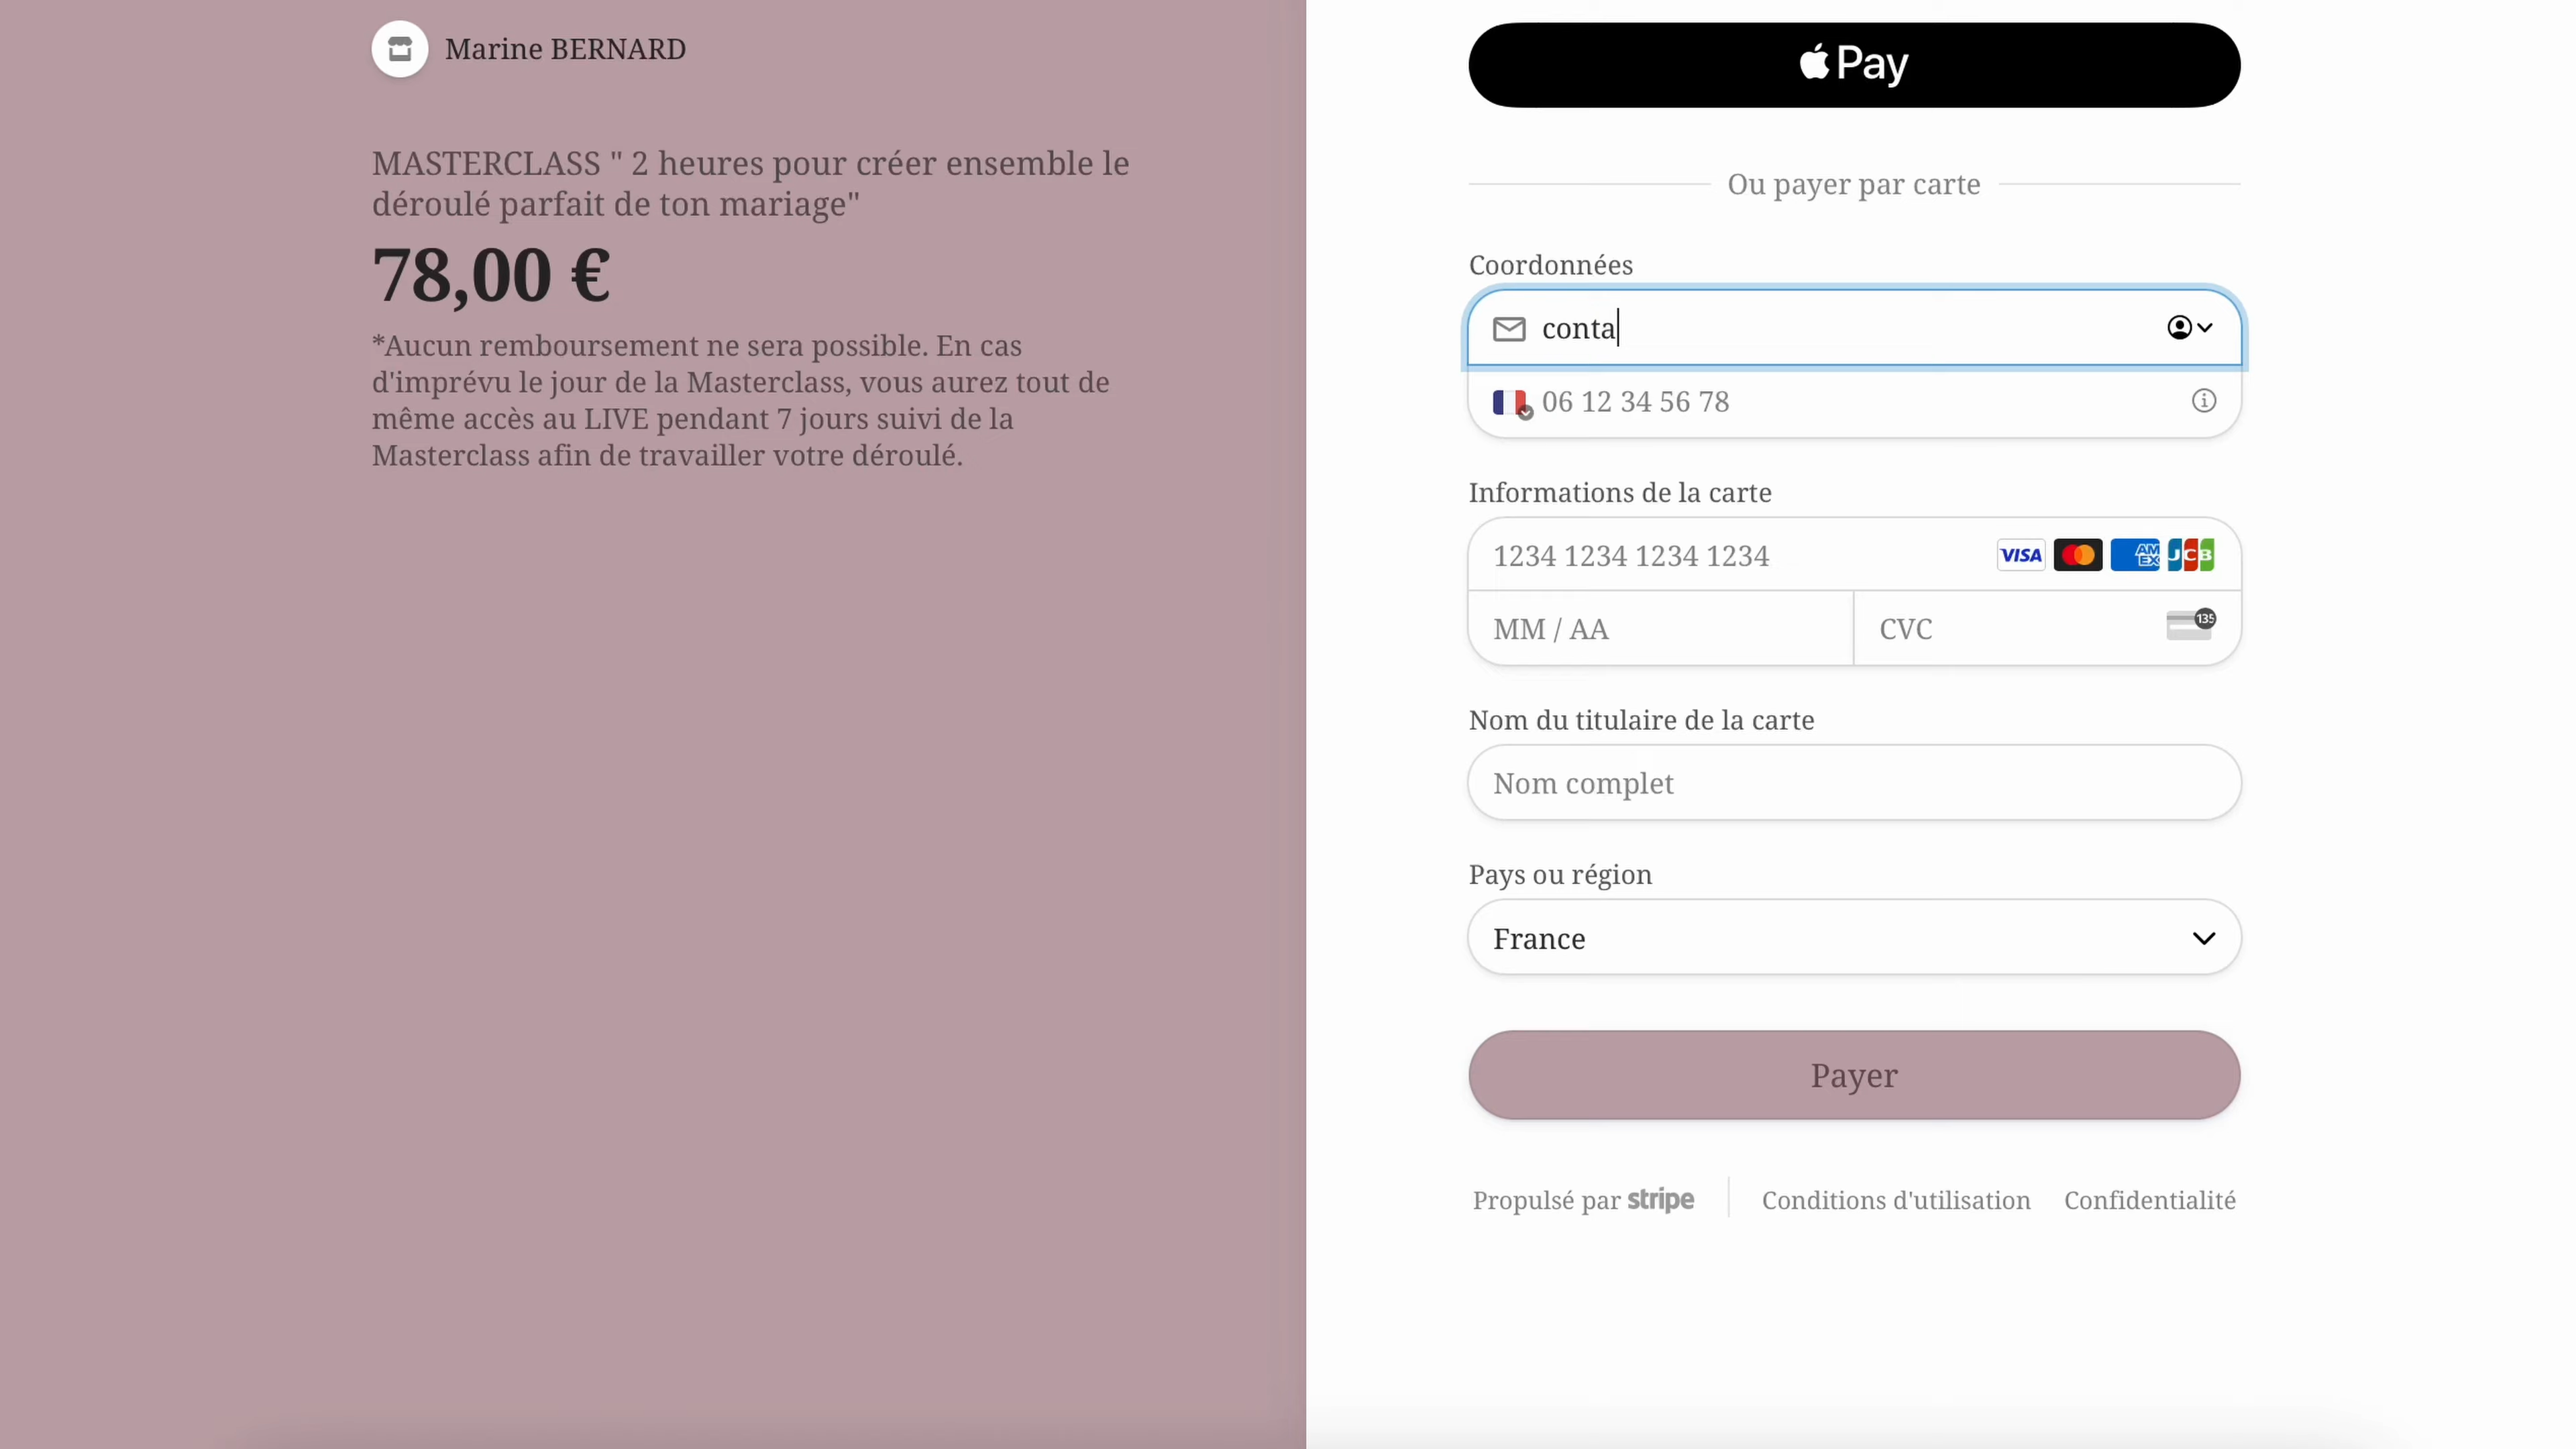 Marine BERNARD
MASTERCLASS " 2 heures pour créer ensemble le
déroulé parfait de ton mariage"
78,00 €
*Aucun remboursement ne sera possible. En cas
d'imprévu le jour de la Masterclass, vous aurez tout de
même accès au LIVE pendant 7 jours suivi de la
Masterclass afin de travailler votre déroulé.
Pay
Ou payer par carte
Coordonnées
conta
06 12 34 56 78
Informations de la carte
1234 1234 1234 1234 VISA AMEX JCB
MM / AA CVC 135
Nom du titulaire de la carte
Nom complet
Pays ou région
France
Payer
Propulsé par stripe Conditions d'utilisation Confidentialité